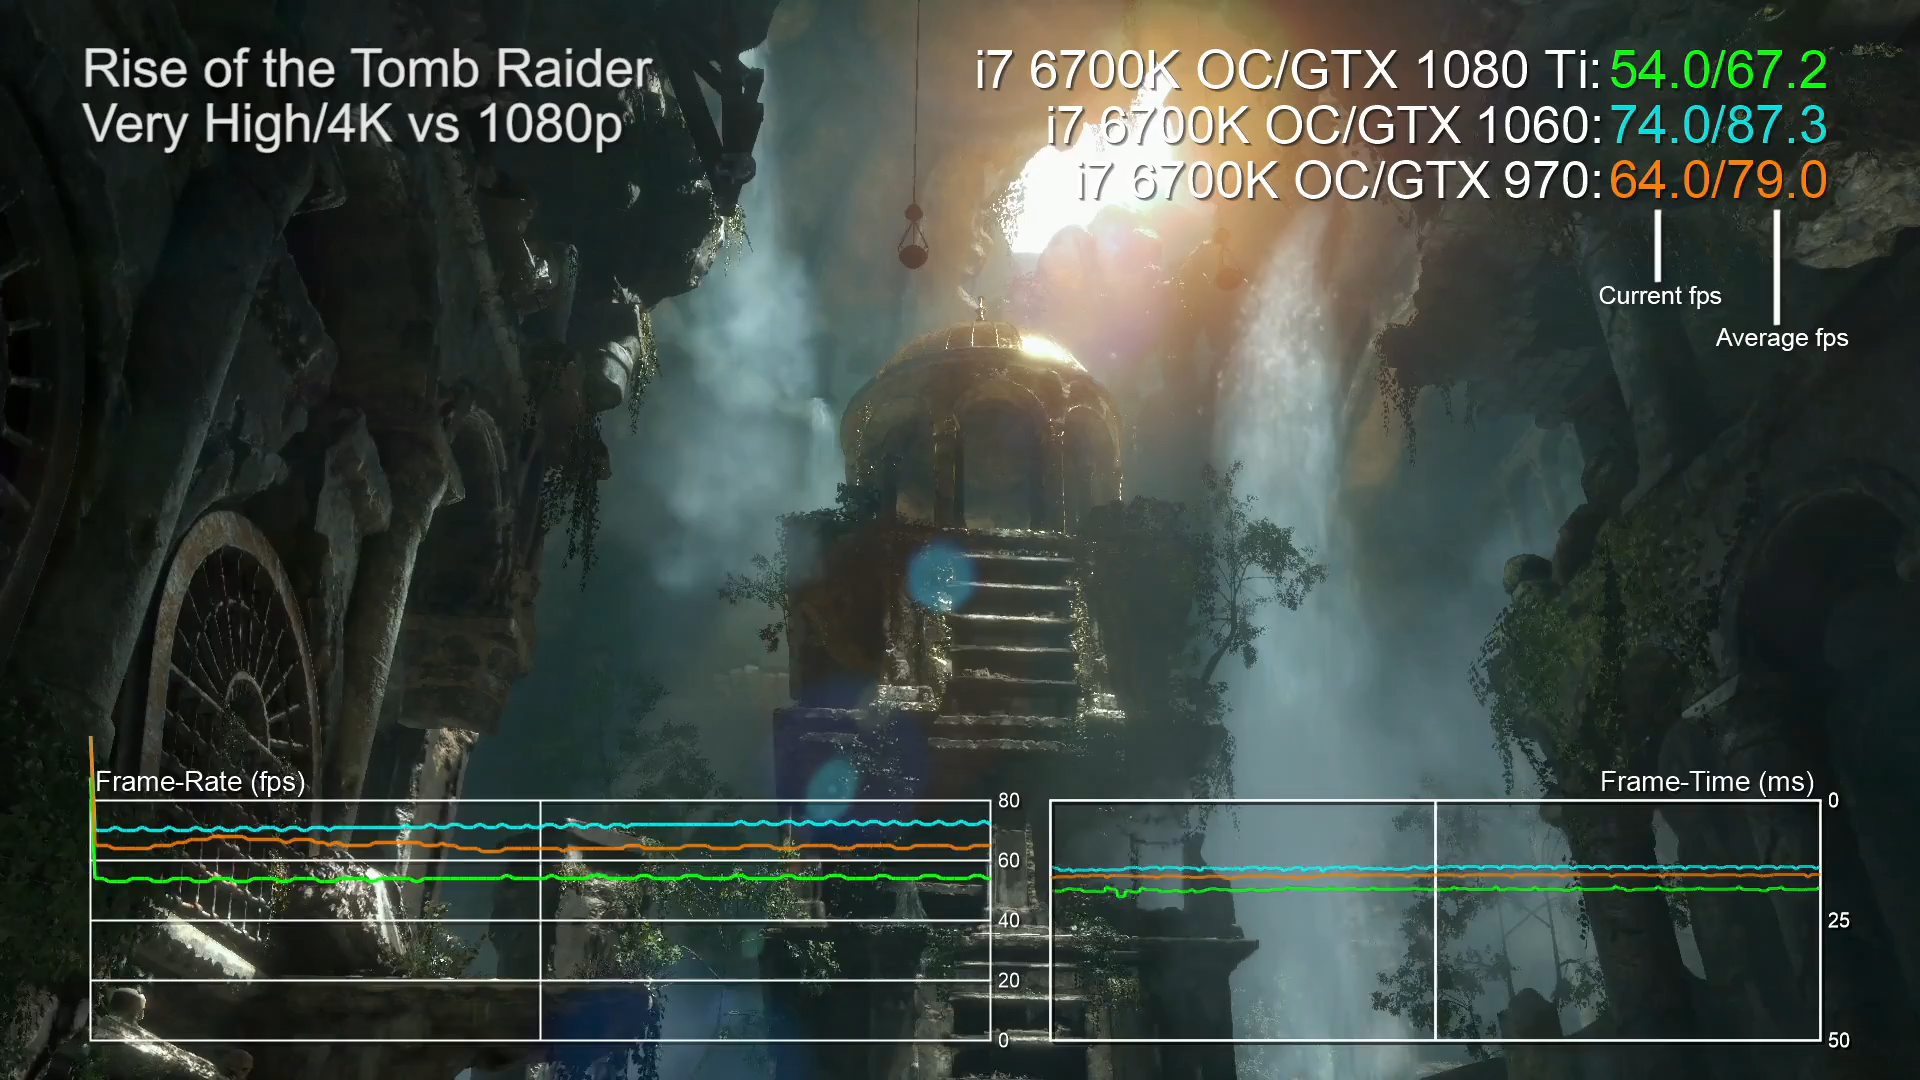 Rise of the Tomb Raider
Very High/4K vs 1080p
i7 6700K OC/GTX 1080 Ti: 54.0/67.2
i7 6700K OC/GTX 1060: 74.0/87.3
i7 6700K OC/GTX 970: 64.0/79.0
Current fps
Average fps
Frame-Rate (fps)
80
60
40
20
0
Frame-Time (ms)
0
25
50